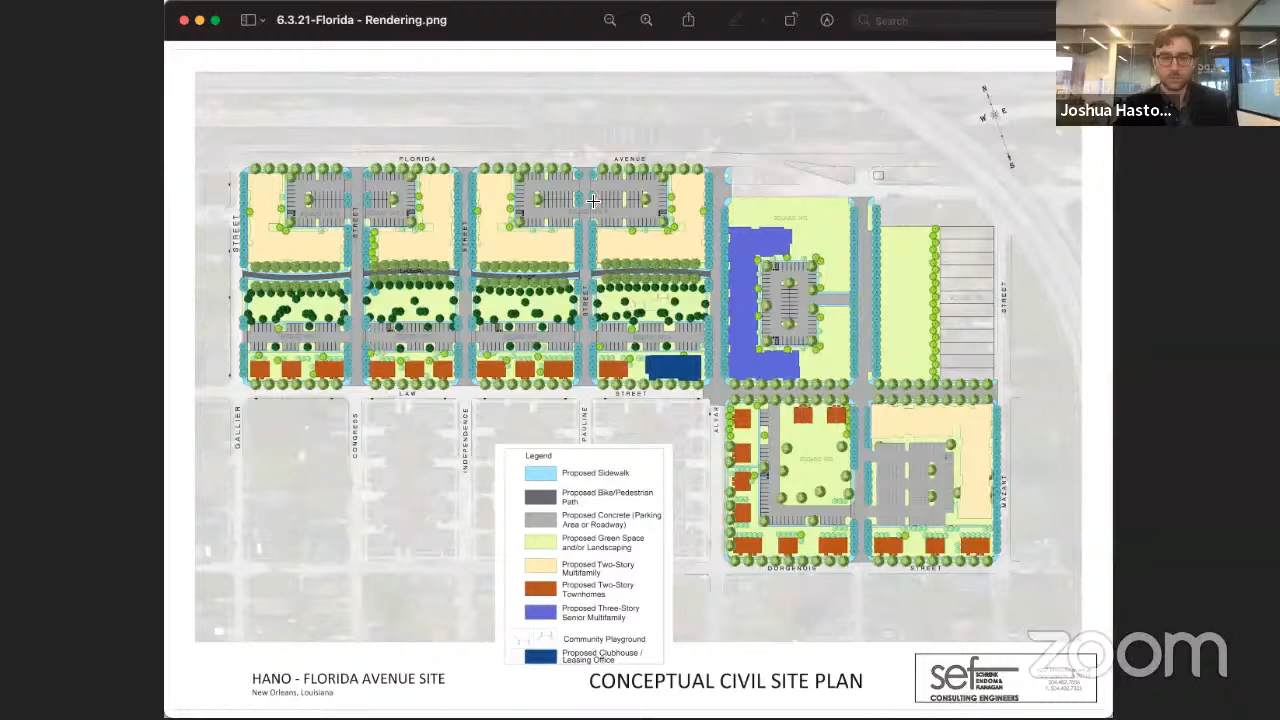 6.3.21-Florida - Rendering.png
Search
Joshua Hasto...
N
W E
S
FLORIDA AVENUE
STREET
STREET
STREET
STREET
STREET
LAW STREET
GALLIER
CONGRESS
INDEPENDENCE
PAULINE
ALVAR
MAZANT
DORGENOIS STREET
Legend
Proposed Sidewalk
Proposed Bike/Pedestrian
Path
Proposed Concrete (Parking
Area or Roadway)
Proposed Green Space
and/or Landscaping
Proposed Two-Story
Multifamily
Proposed Two-Story
Townhomes
Proposed Three-Story
Senior Multifamily
Community Playground
Proposed Clubhouse /
Leasing Office
HANO - FLORIDA AVENUE SITE
New Orleans, Louisiana
CONCEPTUAL CIVIL SITE PLAN
sef
SCHRENK
ENDOM &
FLANAGAN
CONSULTING ENGINEERS
zoom